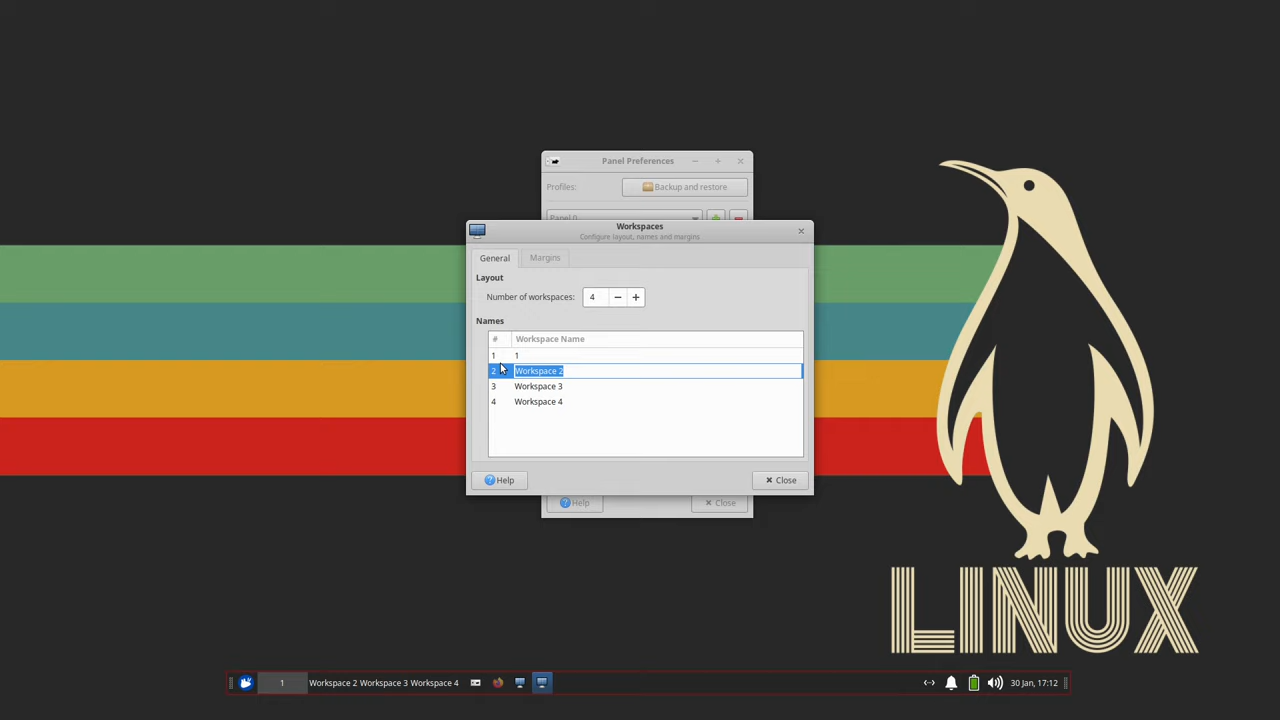 Panel Preferences
Profiles:
Backup and restore
Workspaces
Configure layout, names and margins
General
Margins
Layout
Number of workspaces:
4
Names
# Workspace Name
1 1
2 Workspace 2
3 Workspace 3
4 Workspace 4
Help
Close
Help
Close
LINUX
1
Workspace 2 Workspace 3 Workspace 4
30 Jan, 17:12